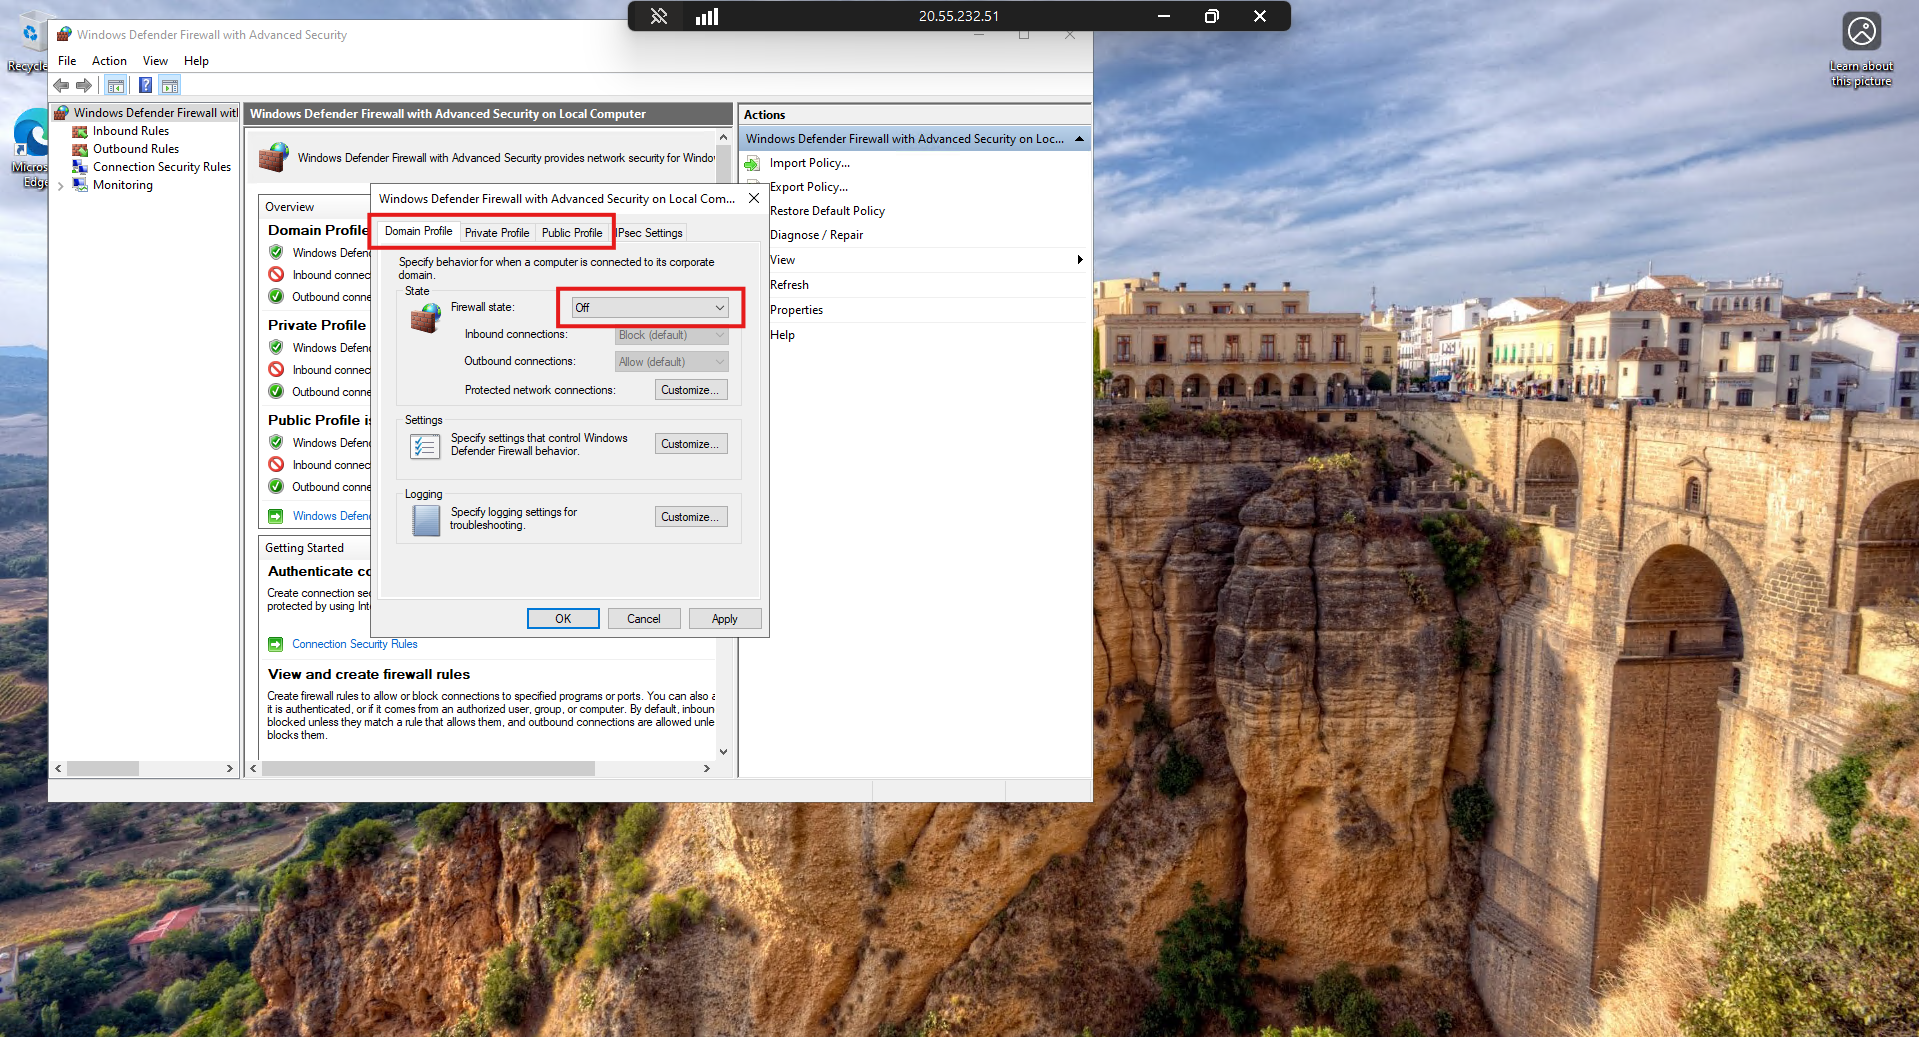 20.55.232.51
Recycle
Micros
Edge
Learn about
this picture
Windows Defender Firewall with Advanced Security
File Action View Help
Windows Defender Firewall with
Inbound Rules
Outbound Rules
Connection Security Rules
Monitoring
Windows Defender Firewall with Advanced Security on Local Computer
Windows Defender Firewall with Advanced Security provides network security for Windo
Overview
Domain Profile
Windows Defend
Inbound connec
Outbound conne
Private Profile
Windows Defend
Inbound connec
Outbound conne
Public Profile is
Windows Defend
Inbound connec
Outbound conne
Windows Defend
Getting Started
Authenticate co
Create connection sec
protected by using Int
Connection Security Rules
View and create firewall rules
Create firewall rules to allow or block connections to specified programs or ports. You can also a
it is authenticated, or if it comes from an authorized user, group, or computer. By default, inboun
blocked unless they match a rule that allows them, and outbound connections are allowed unle
blocks them.
Windows Defender Firewall with Advanced Security on Local Com...
Domain Profile Private Profile Public Profile IPsec Settings
Specify behavior for when a computer is connected to its corporate
domain.
State
Firewall state: Off
Inbound connections: Block (default)
Outbound connections: Allow (default)
Protected network connections: Customize...
Settings
Specify settings that control Windows
Defender Firewall behavior.
Customize...
Logging
Specify logging settings for
troubleshooting.
Customize...
OK Cancel Apply
Actions
Windows Defender Firewall with Advanced Security on Loc...
Import Policy...
Export Policy...
Restore Default Policy
Diagnose / Repair
View
Refresh
Properties
Help